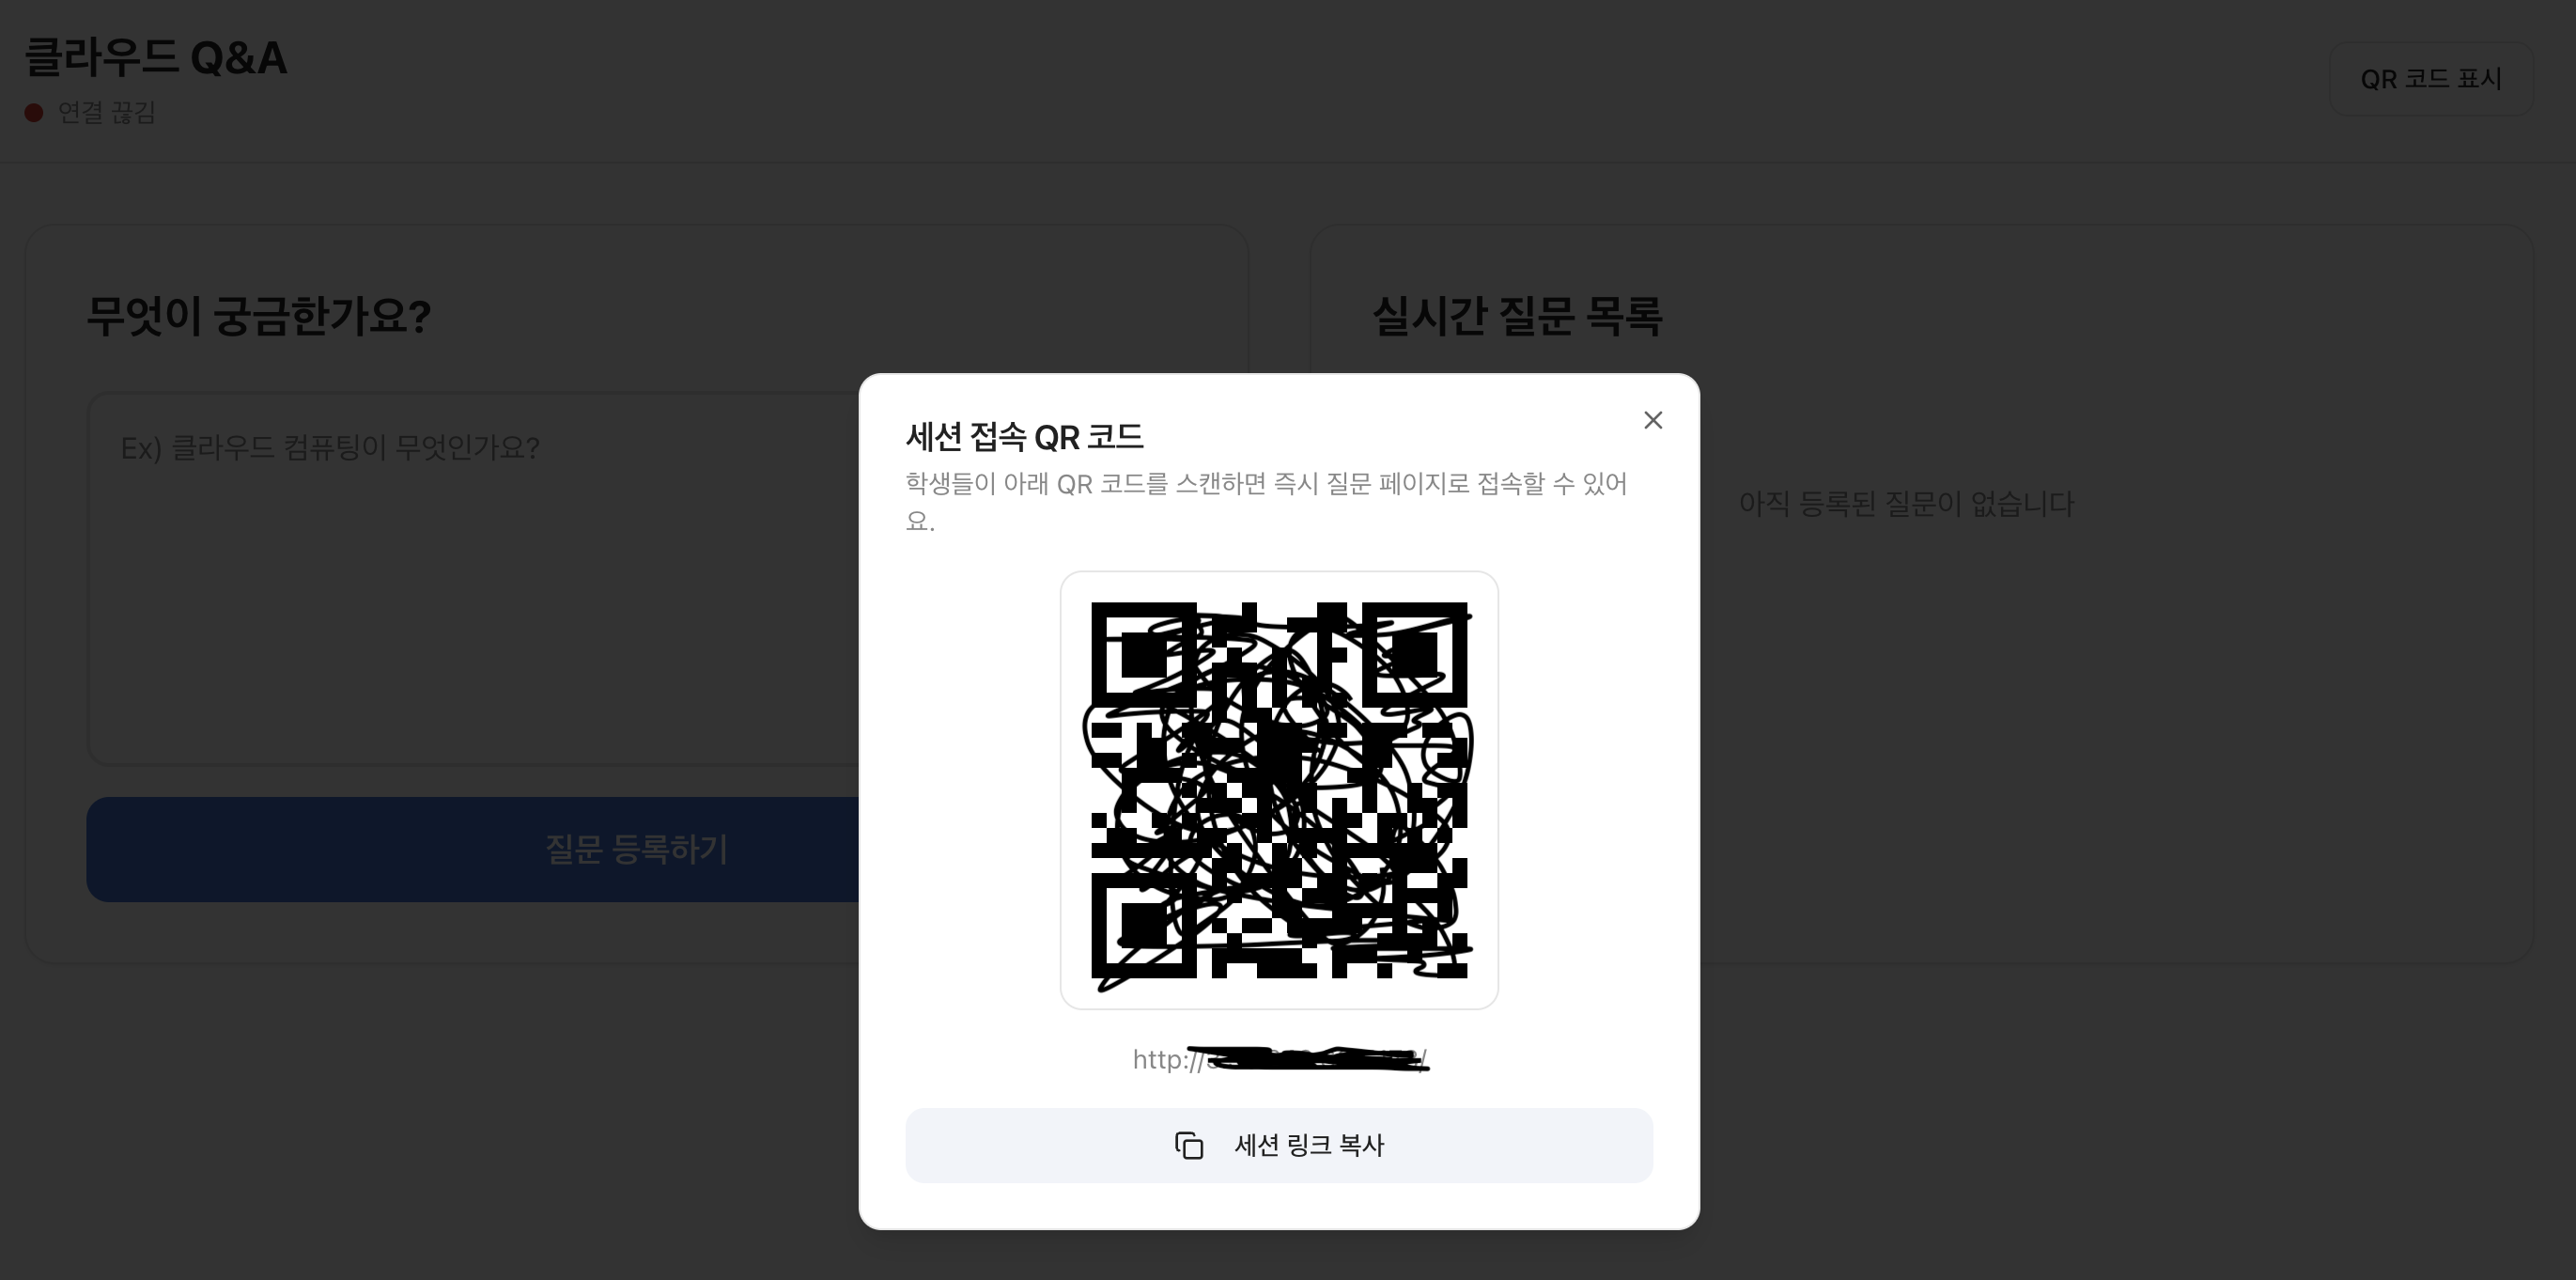 클라우드 Q&A
연결 끊김
QR 코드 표시
무엇이 궁금한가요?
Ex) 클라우드 컴퓨팅이 무엇인가요?
질문 등록하기
실시간 질문 목록
아직 등록된 질문이 없습니다
세션 접속 QR 코드
학생들이 아래 QR 코드를 스캔하면 즉시 질문 페이지로 접속할 수 있어
요.
http://
세션 링크 복사